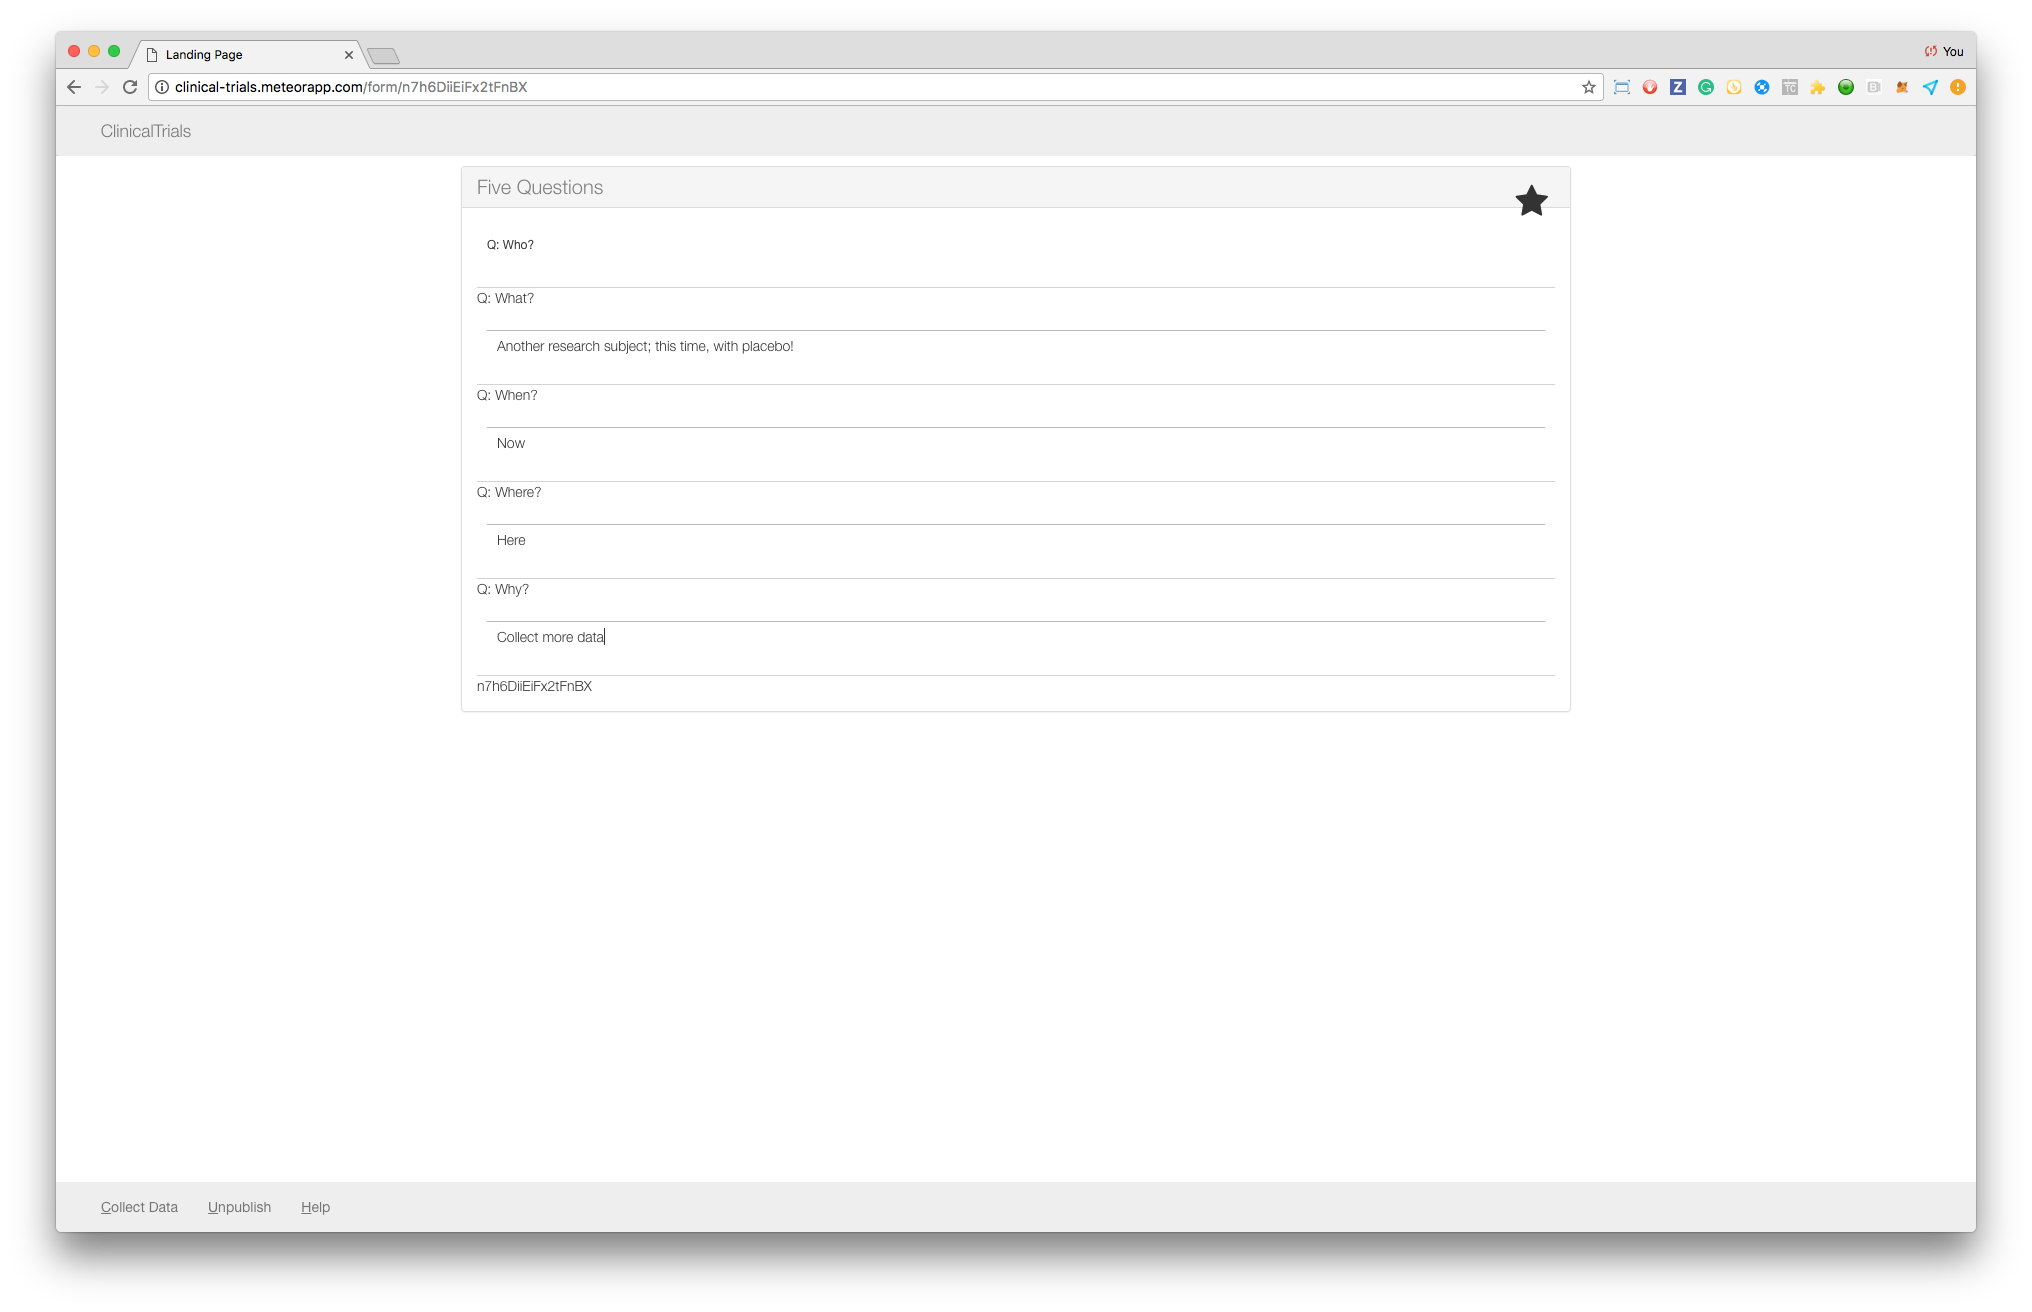 Landing Page
You
clinical-trials.meteorapp.com/form/n7h6DiiEiFx2tFnBX
ClinicalTrials
Five Questions
Q: Who?
Q: What?
Another research subject; this time, with placebo!
Q: When?
Now
Q: Where?
Here
Q: Why?
Collect more data
n7h6DiiEiFx2tFnBX
Collect Data Unpublish Help